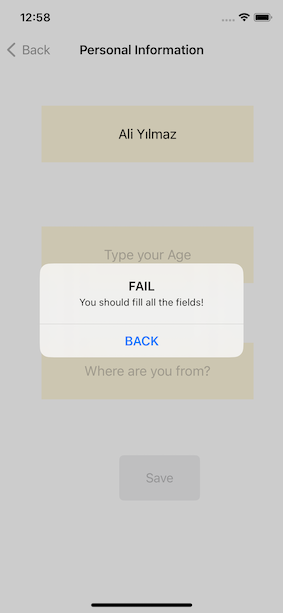 12:58
Back
Personal Information
Ali Yılmaz
Type your Age
FAIL
You should fill all the fields!
BACK
Where are you from?
Save